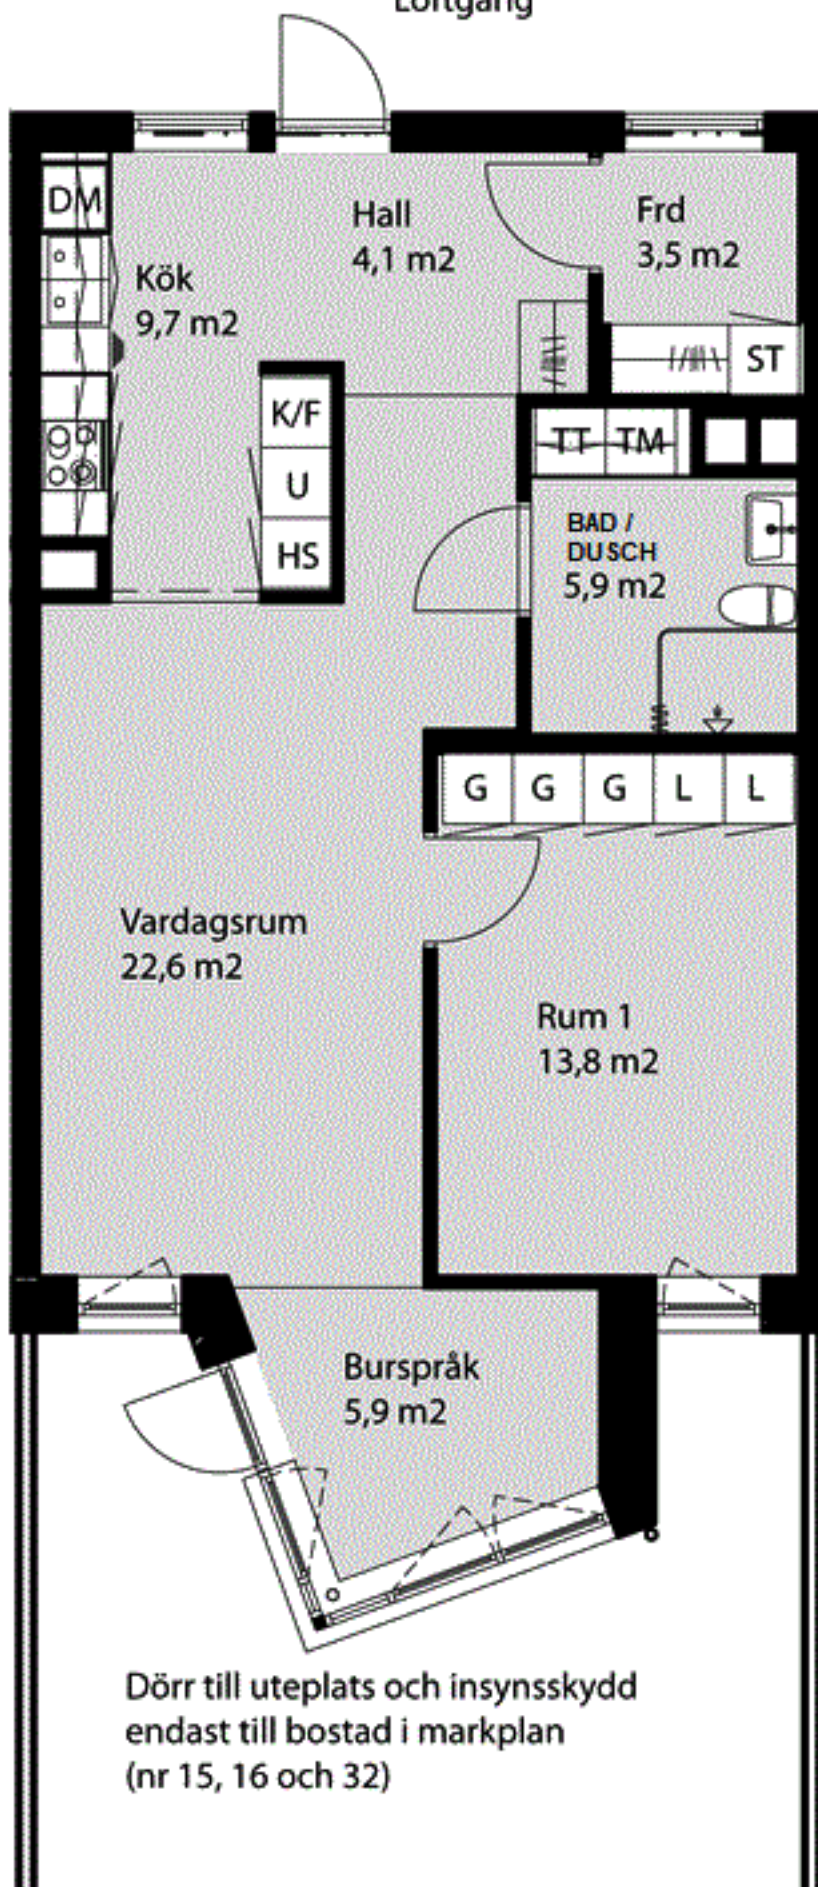 Loftgång
DM
Hall
4,1 m2
Frd
3,5 m2
Kök
9,7 m2
ST
K/F
U
HS
TT
TM
BAD /
DUSCH
5,9 m2
G
G
G
L
L
Vardagsrum
22,6 m2
Rum 1
13,8 m2
Burspråk
5,9 m2
Dörr till uteplats och insynsskydd
endast till bostad i markplan
(nr 15, 16 och 32)